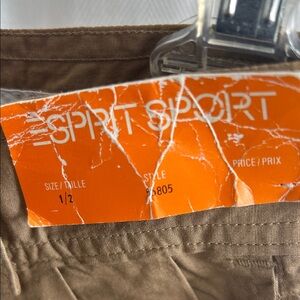 ESPRIT SPORT
SIZE/TAILLE STYLE PRICE/PRIX
1/2